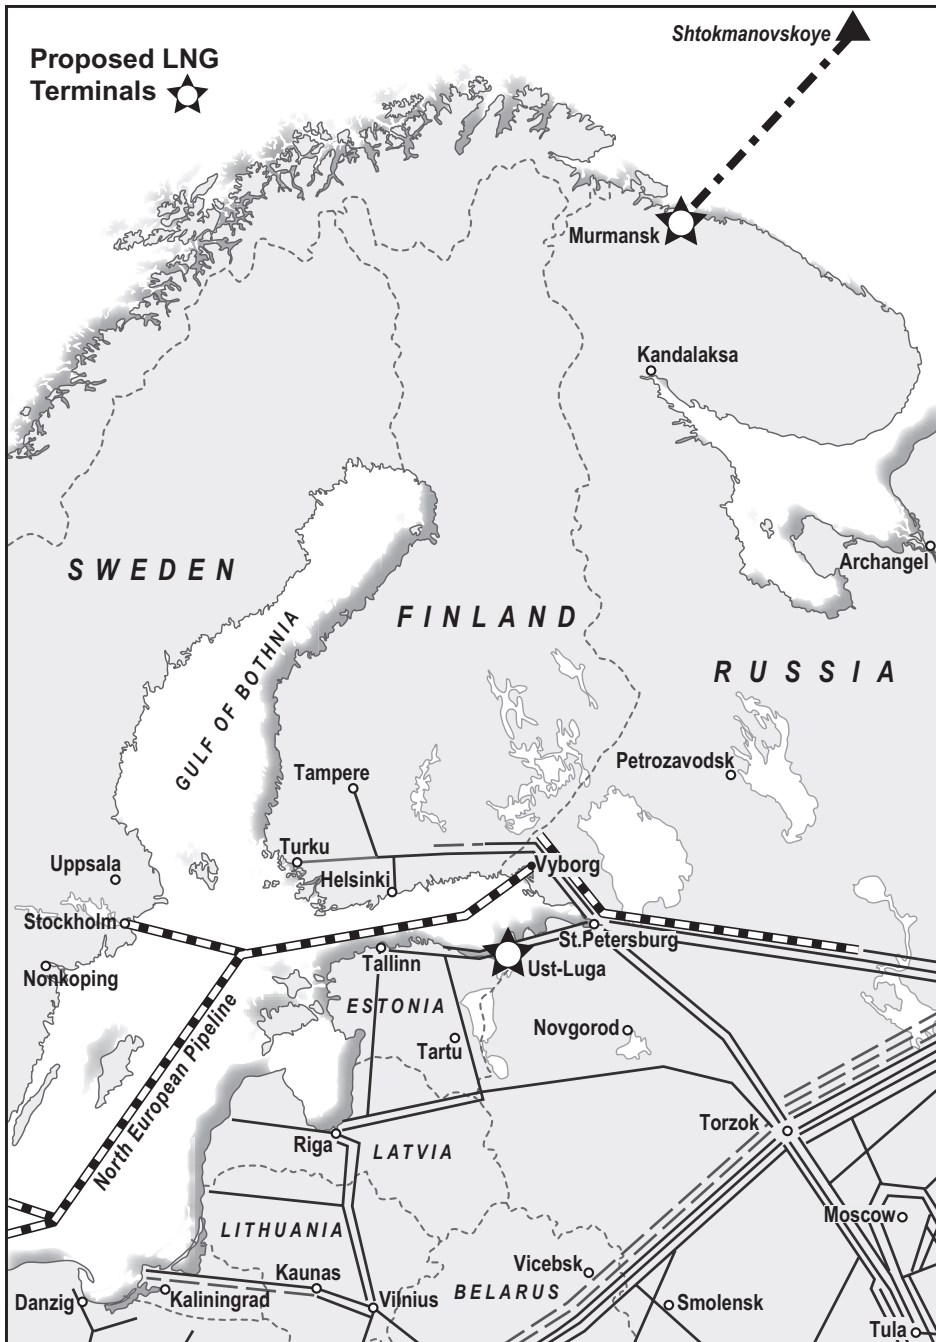 Shtokmanovskoye
Proposed LNG
Terminals
Murmansk
Kandalaksa
Archangel
SWEDEN
FINLAND
GULF OF BOTHNIA
RUSSIA
Petrozavodsk
Tampere
Turku
Vyborg
Uppsala
Helsinki
Stockholm
St.Petersburg
Tallinn
Ust-Luga
Nonkoping
ESTONIA
Novgorod
Tartu
North European Pipeline
Torzok
Riga
LATVIA
Moscow
LITHUANIA
Vicebsk
Kaunas
BELARUS
Danzig
Kaliningrad
Vilnius
Smolensk
Tula